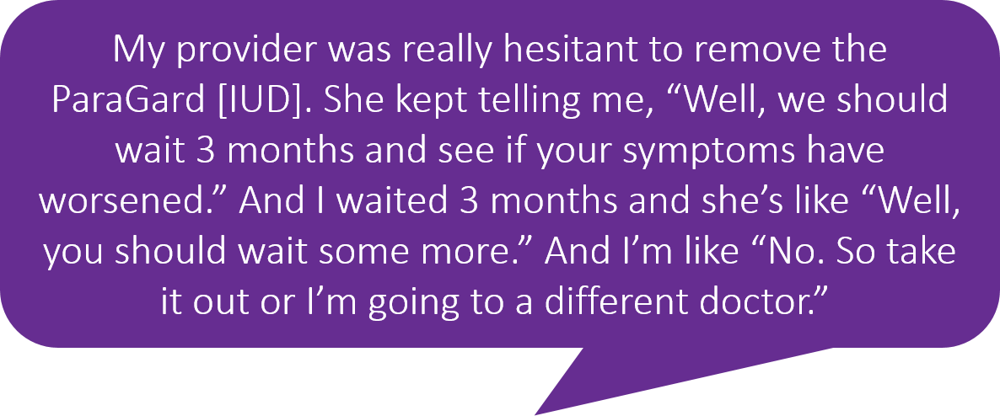 My provider was really hesitant to remove the
ParaGard [IUD]. She kept telling me, “Well, we should
wait 3 months and see if your symptoms have
worsened.” And I waited 3 months and she’s like “Well,
you should wait some more.” And I’m like “No. So take
it out or I’m going to a different doctor.”